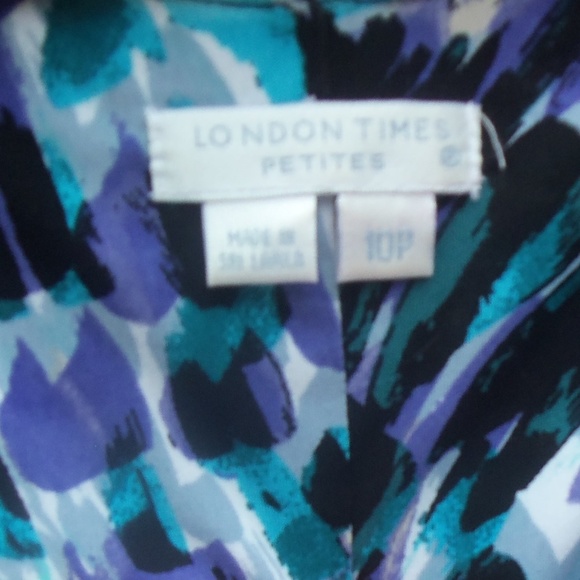 LONDON TIMES
PETITES ®
MADE IN
SRI LANKA
10P